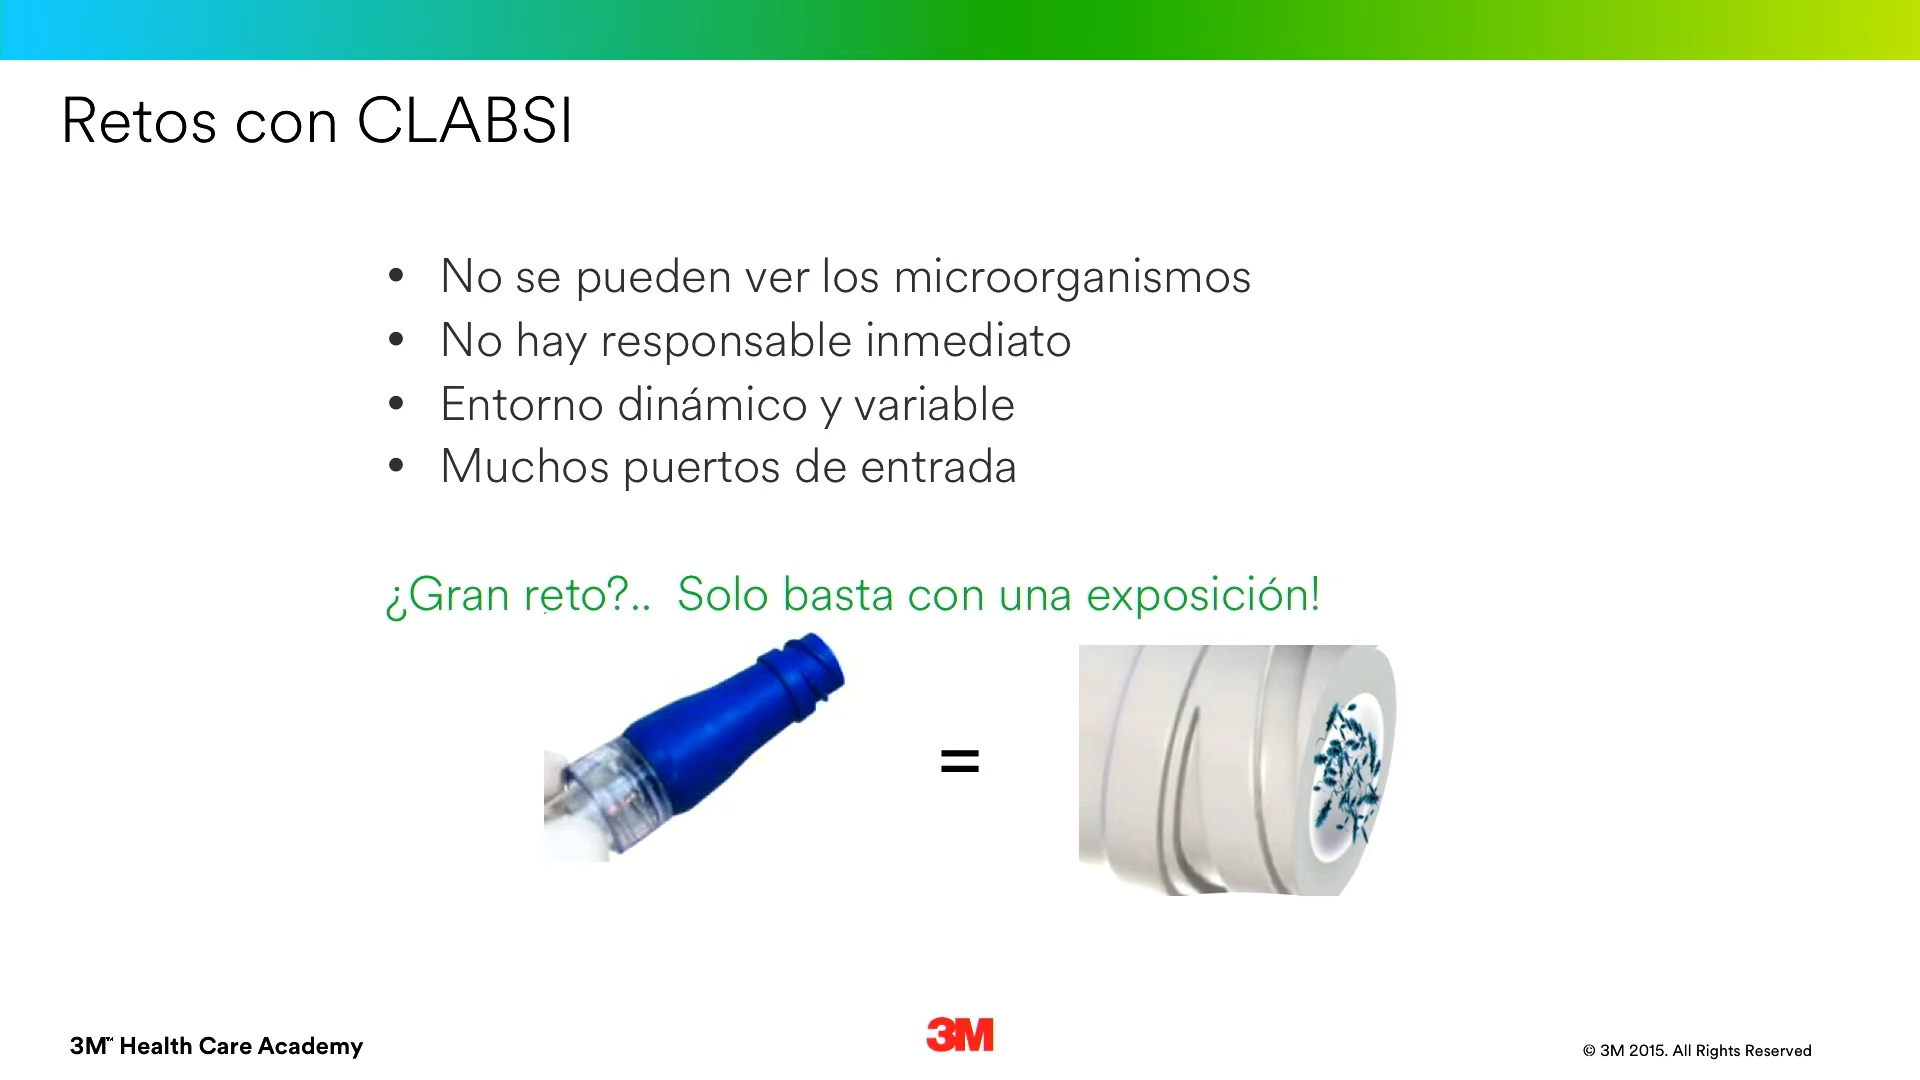 Retos con CLABSI
• No se pueden ver los microorganismos
• No hay responsable inmediato
• Entorno dinámico y variable
• Muchos puertos de entrada
¿Gran reto?.. Solo basta con una exposición!
=
3M™ Health Care Academy
3M
© 3M 2015. All Rights Reserved